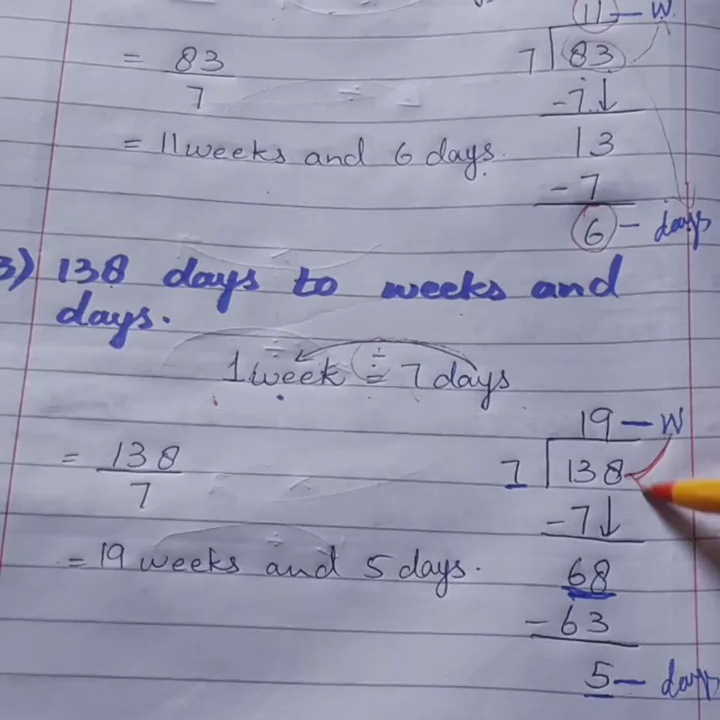 11 — W
= 83
7
7 83
-7↓
13
= 11 weeks and 6 days.
-7
6 — days
3) 138 days to weeks and
days.
÷
1 week = 7 days
19 — W
= 138
7
7 138
-7↓
= 19 weeks and 5 days.
68
-63
5 — days